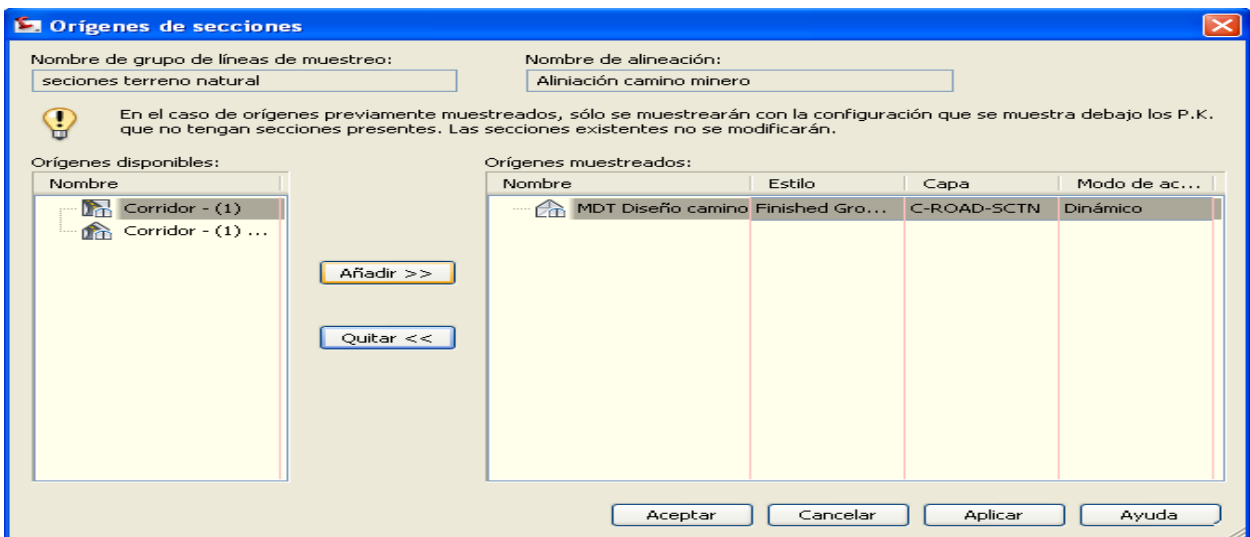 Orígenes de secciones
Nombre de grupo de líneas de muestreo: Nombre de alineación:
seciones terreno natural Aliniación camino minero
En el caso de orígenes previamente muestreados, sólo se muestrearán con la configuración que se muestra debajo los P.K.
que no tengan secciones presentes. Las secciones existentes no se modificarán.
Orígenes disponibles: Orígenes muestreados:
Nombre Nombre Estilo Capa Modo de ac...
Corridor - (1) MDT Diseño camino Finished Gro... C-ROAD-SCTN Dinámico
Corridor - (1) ...
Añadir >>
Quitar <<
Aceptar Cancelar Aplicar Ayuda